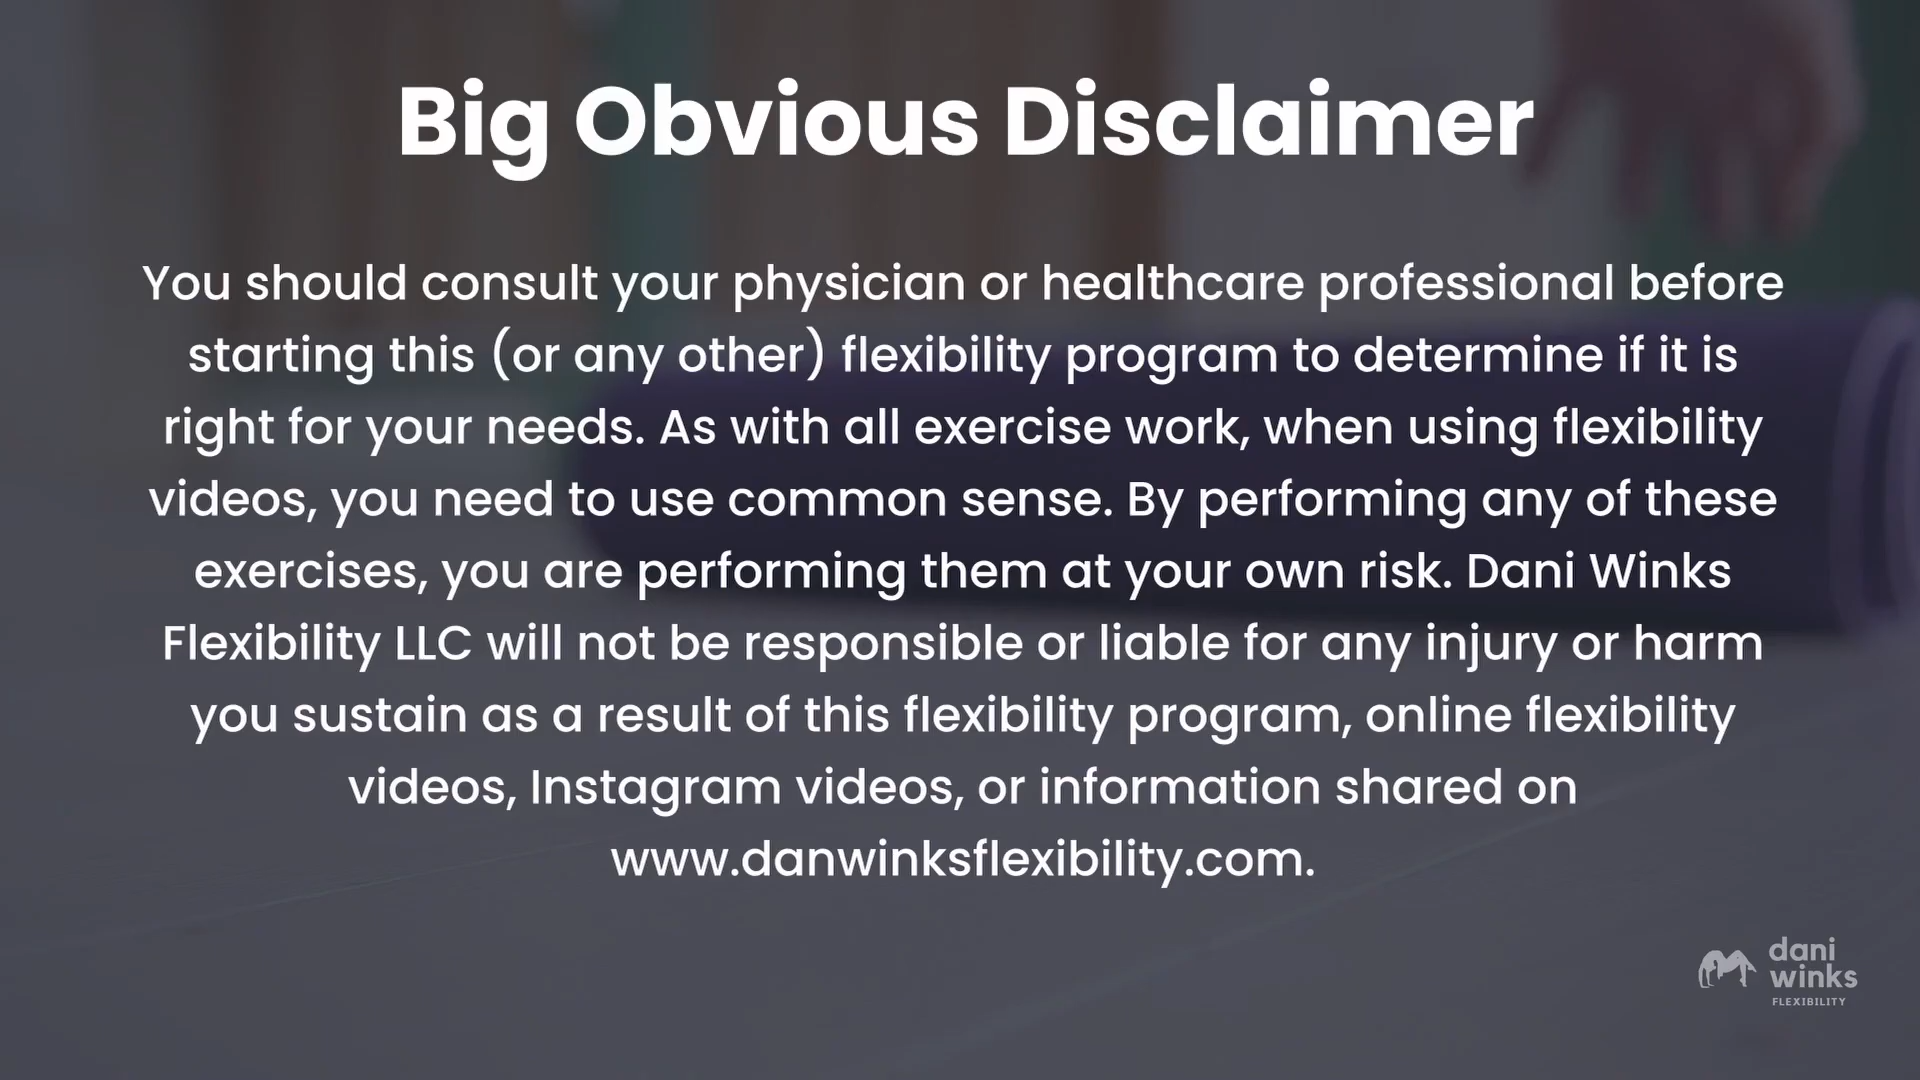 Big Obvious Disclaimer
You should consult your physician or healthcare professional before
starting this (or any other) flexibility program to determine if it is
right for your needs. As with all exercise work, when using flexibility
videos, you need to use common sense. By performing any of these
exercises, you are performing them at your own risk. Dani Winks
Flexibility LLC will not be responsible or liable for any injury or harm
you sustain as a result of this flexibility program, online flexibility
videos, Instagram videos, or information shared on
www.danwinksflexibility.com.
dani
winks
FLEXIBILITY